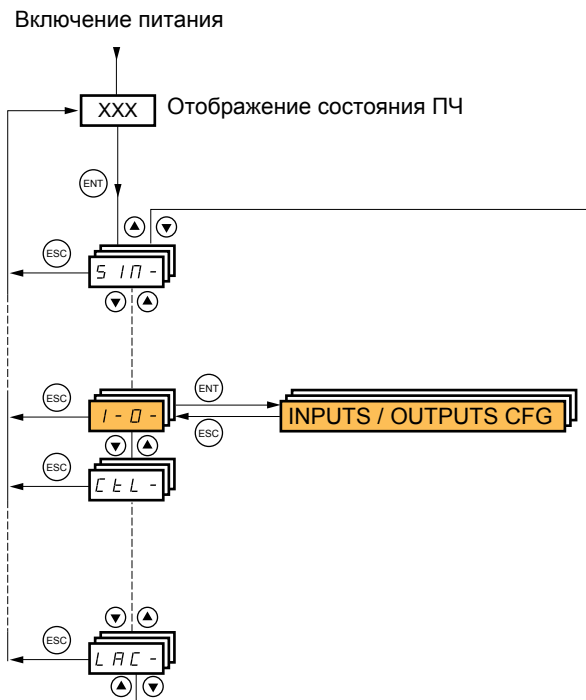 Включение питания
XXX
Отображение состояния ПЧ
ENT
ESC
SIM-
ESC
I-O-
ENT
ESC
INPUTS / OUTPUTS CFG
ESC
CtL-
ESC
LAC-